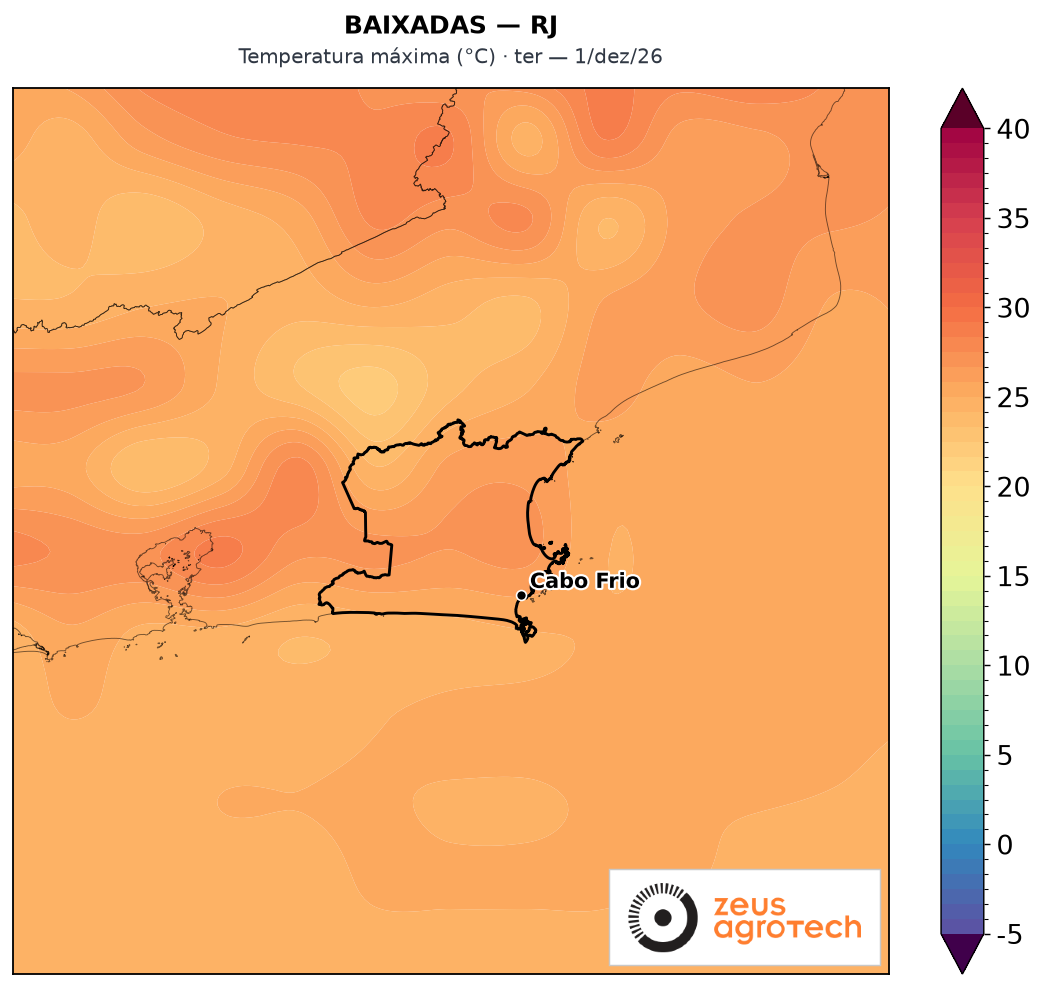 BAIXADAS — RJ
Temperatura máxima (°C) · ter — 1/dez/26
40
35
30
25
20
15
10
5
0
-5
Cabo Frio
zeus
agrotech